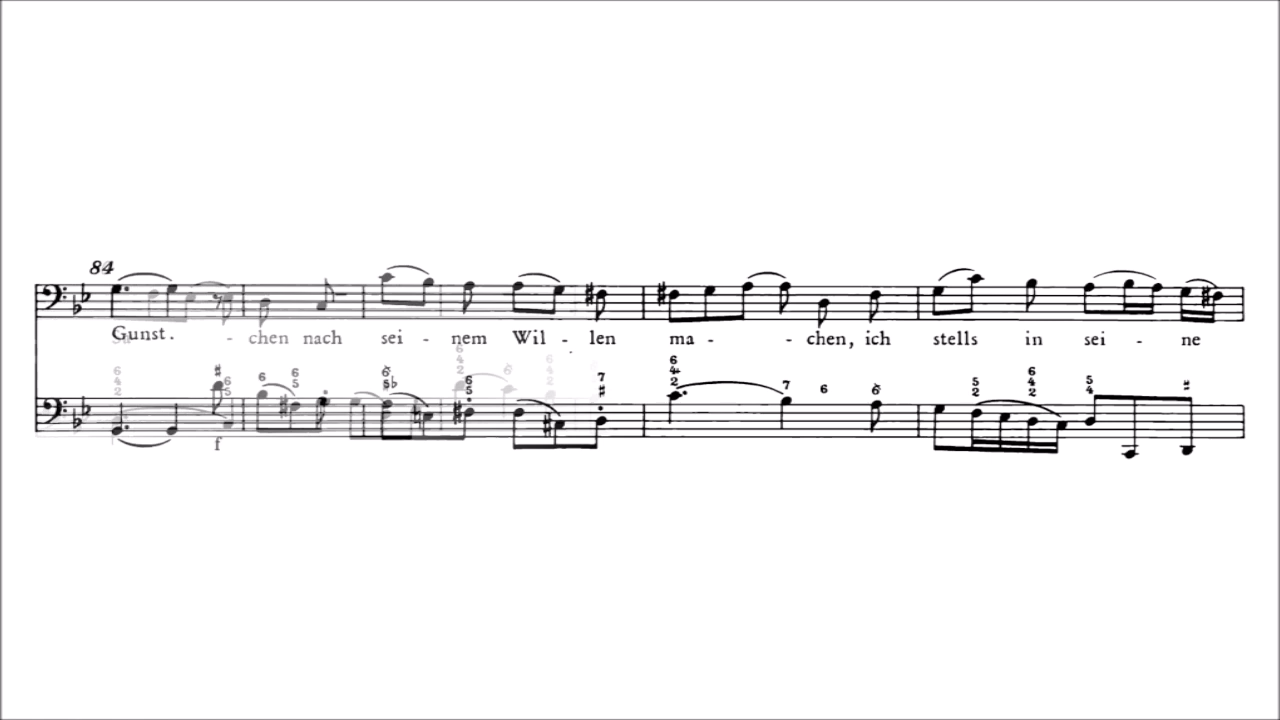 84
Gunst. - chen nach sei - nem Wil - len ma - - chen, ich stells in sei - ne
f